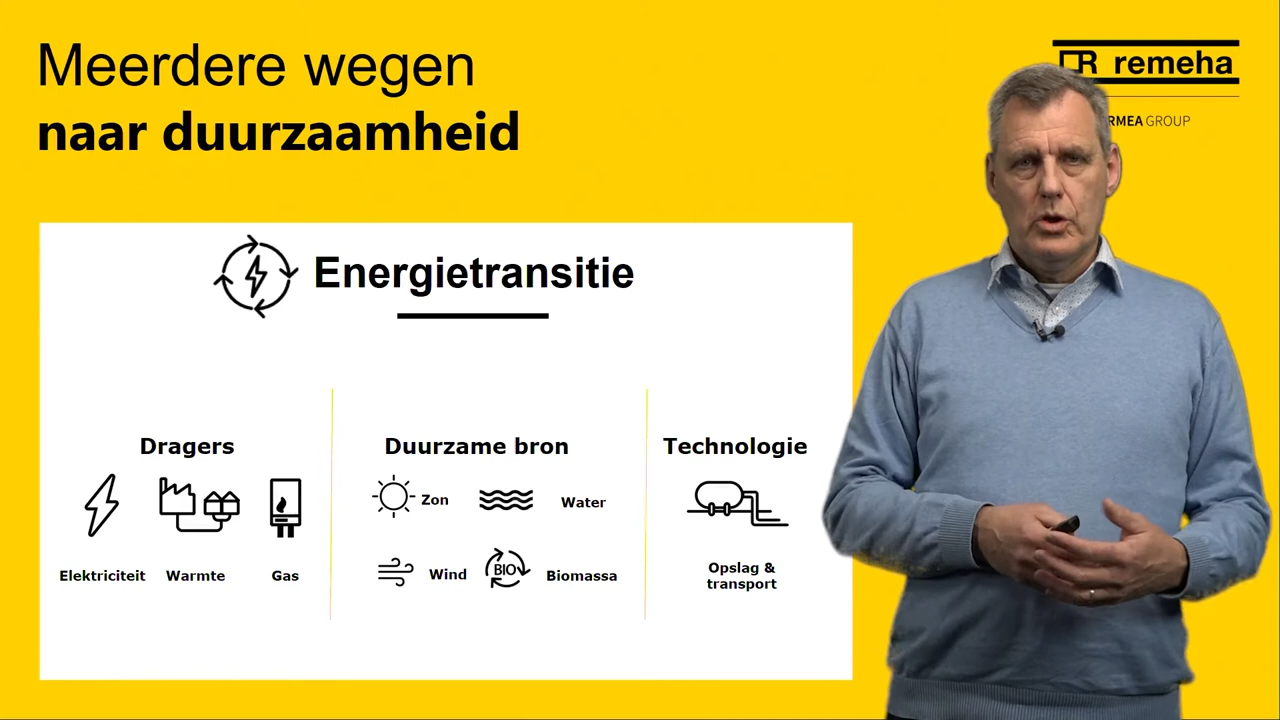 Meerdere wegen
naar duurzaamheid
remeha
GROUP
Energietransitie
Dragers
Elektriciteit
Warmte
Gas
Duurzame bron
Zon
Water
Wind
BIO
Biomassa
Technologie
Opslag &
transport